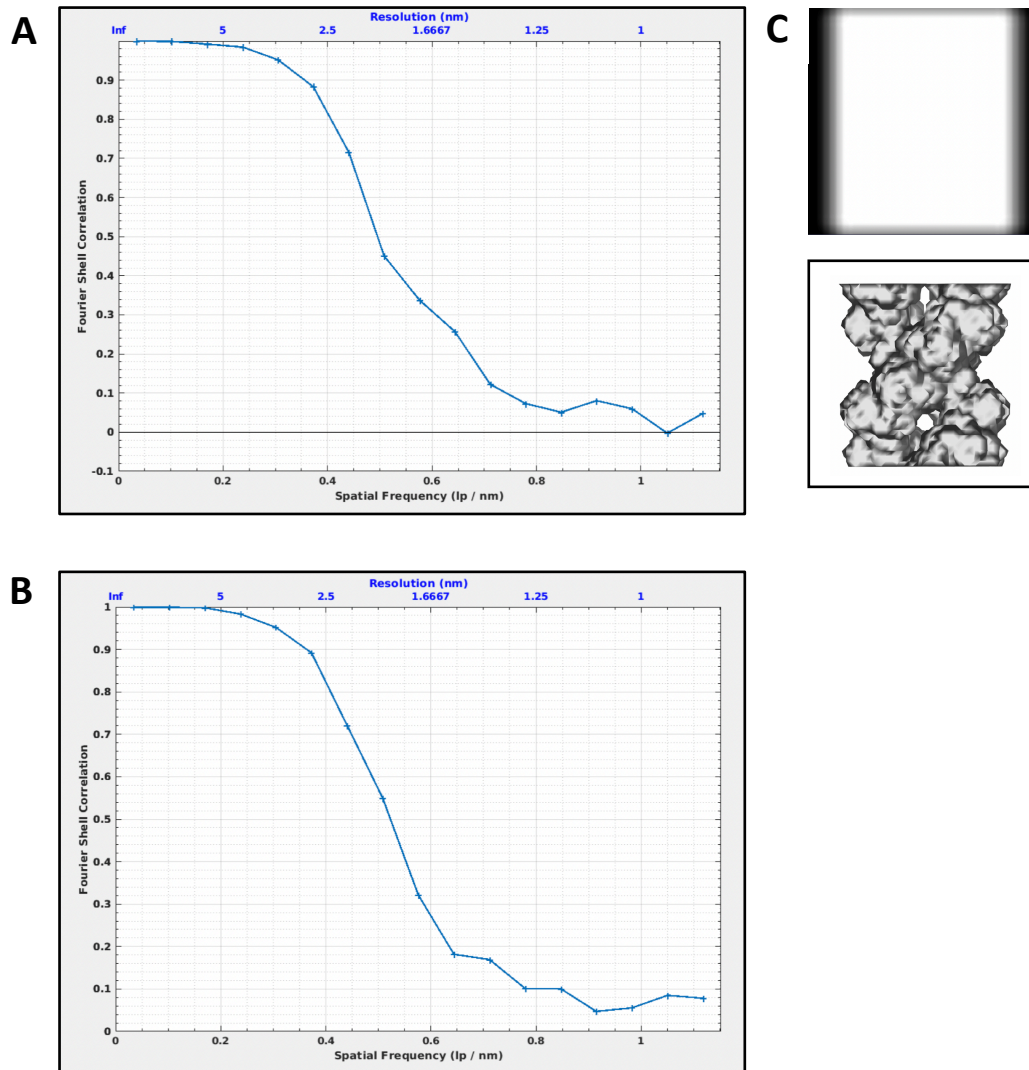 A
Resolution (nm)
Inf 5 2.5 1.6667 1.25 1
0.9
0.8
0.7
0.6
0.5
0.4
0.3
0.2
0.1
0
-0.1
Fourier Shell Correlation
0 0.2 0.4 0.6 0.8 1
Spatial Frequency (lp / nm)
C
B
Resolution (nm)
Inf 5 2.5 1.6667 1.25 1
1
0.9
0.8
0.7
0.6
0.5
0.4
0.3
0.2
0.1
0
Fourier Shell Correlation
0 0.2 0.4 0.6 0.8 1
Spatial Frequency (lp / nm)